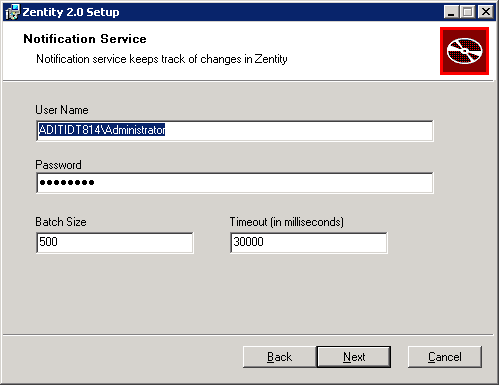 Zentity 2.0 Setup
Notification Service
Notification service keeps track of changes in Zentity
User Name
ADITIDT814\Administrator
Password
●●●●●●●●
Batch Size
Timeout (in milliseconds)
500
30000
Back
Next
Cancel